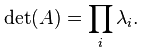 det(A) = ∏_i λ_i.